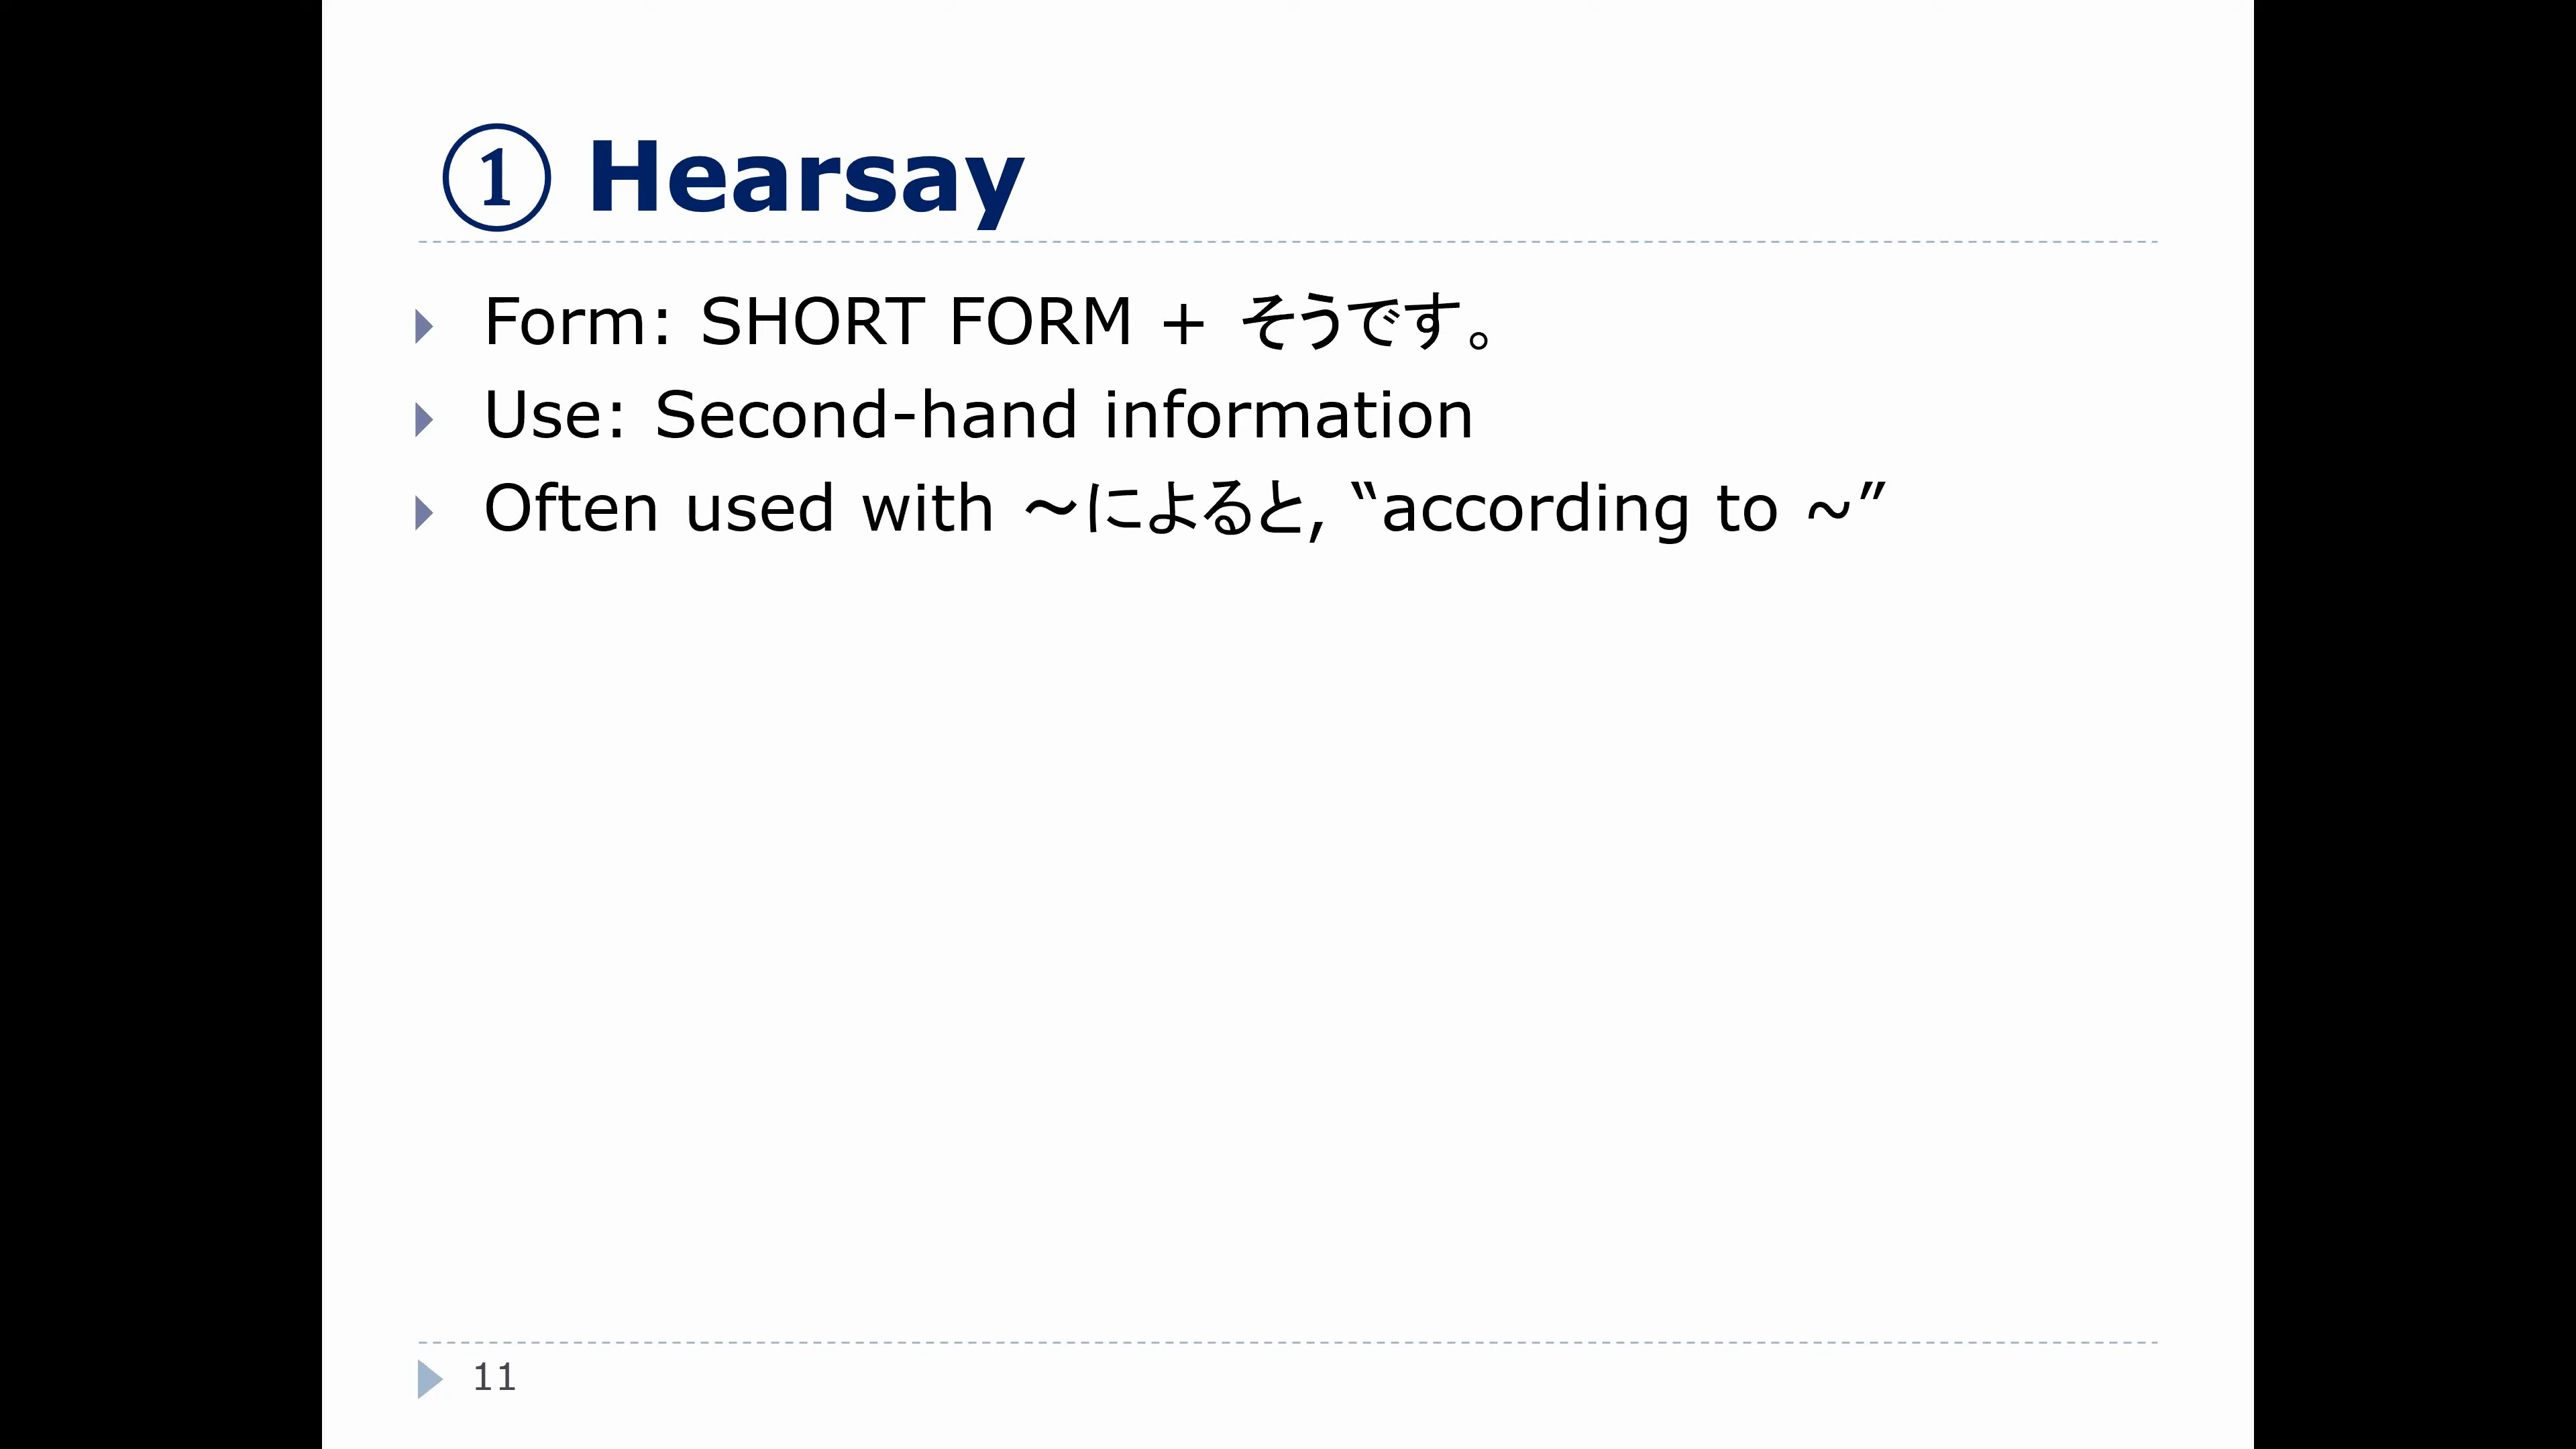 ① Hearsay
Form: SHORT FORM + そうです。
Use: Second-hand information
Often used with ～によると, “according to ~”
11